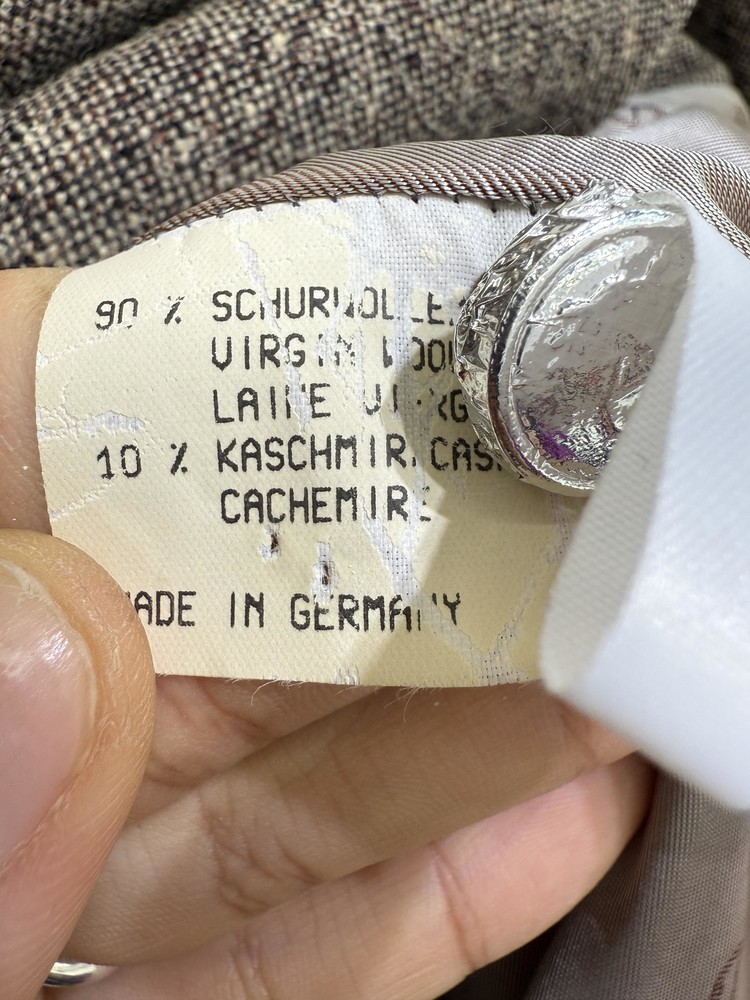 90 % SCHURWOLLE
VIRGIN WOOL
LAINE VIERGE
10 % KASCHMIR
CACHEMIRE
MADE IN GERMANY